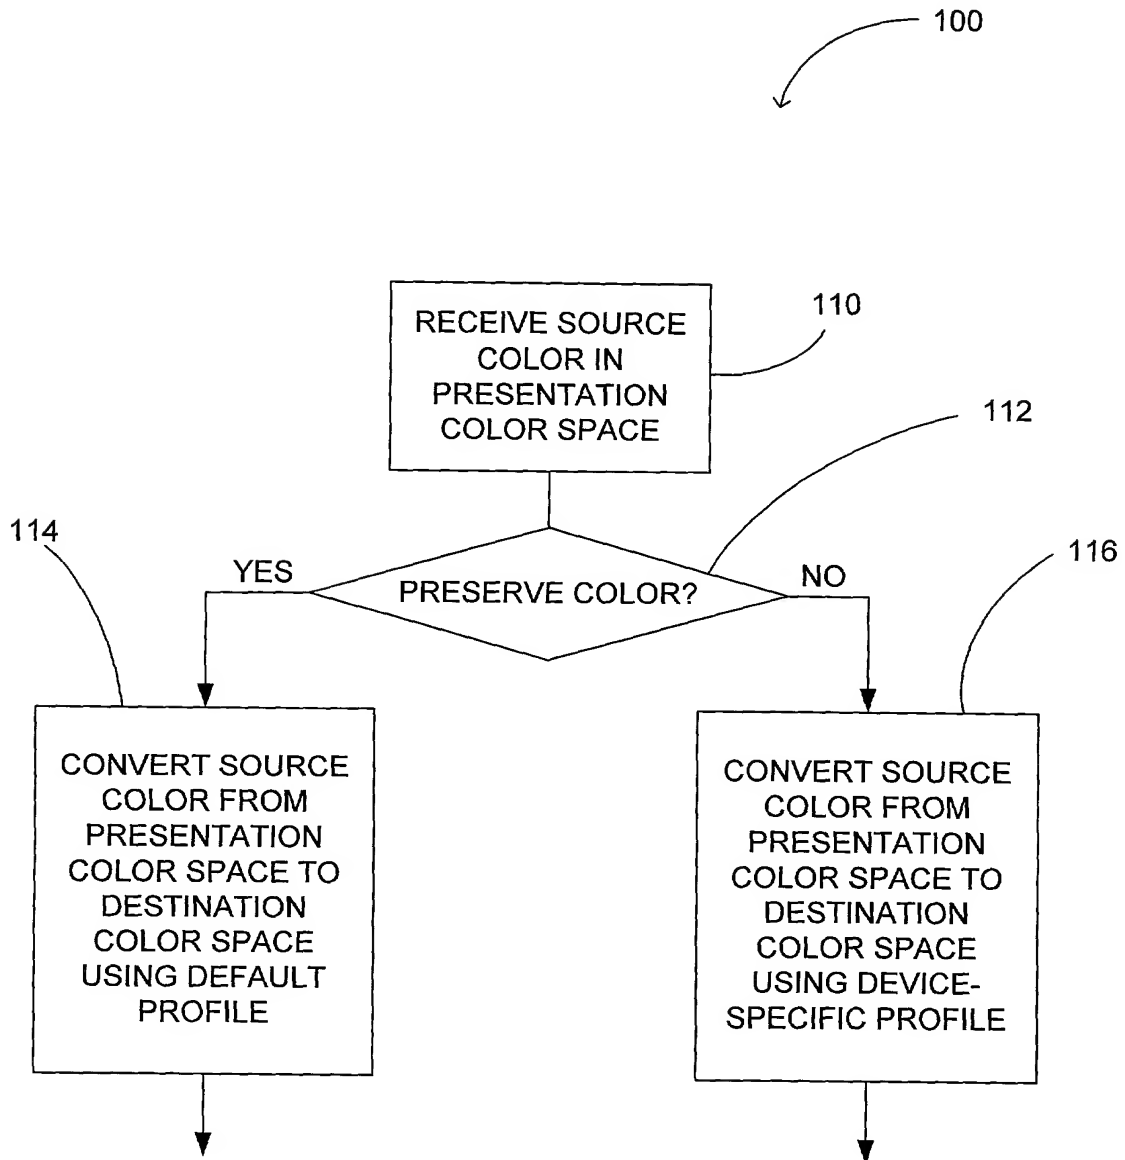 100
RECEIVE SOURCE
COLOR IN
PRESENTATION
COLOR SPACE
110
112
114
YES
PRESERVE COLOR?
NO
116
CONVERT SOURCE
COLOR FROM
PRESENTATION
COLOR SPACE TO
DESTINATION
COLOR SPACE
USING DEFAULT
PROFILE
CONVERT SOURCE
COLOR FROM
PRESENTATION
COLOR SPACE TO
DESTINATION
COLOR SPACE
USING DEVICE-
SPECIFIC PROFILE